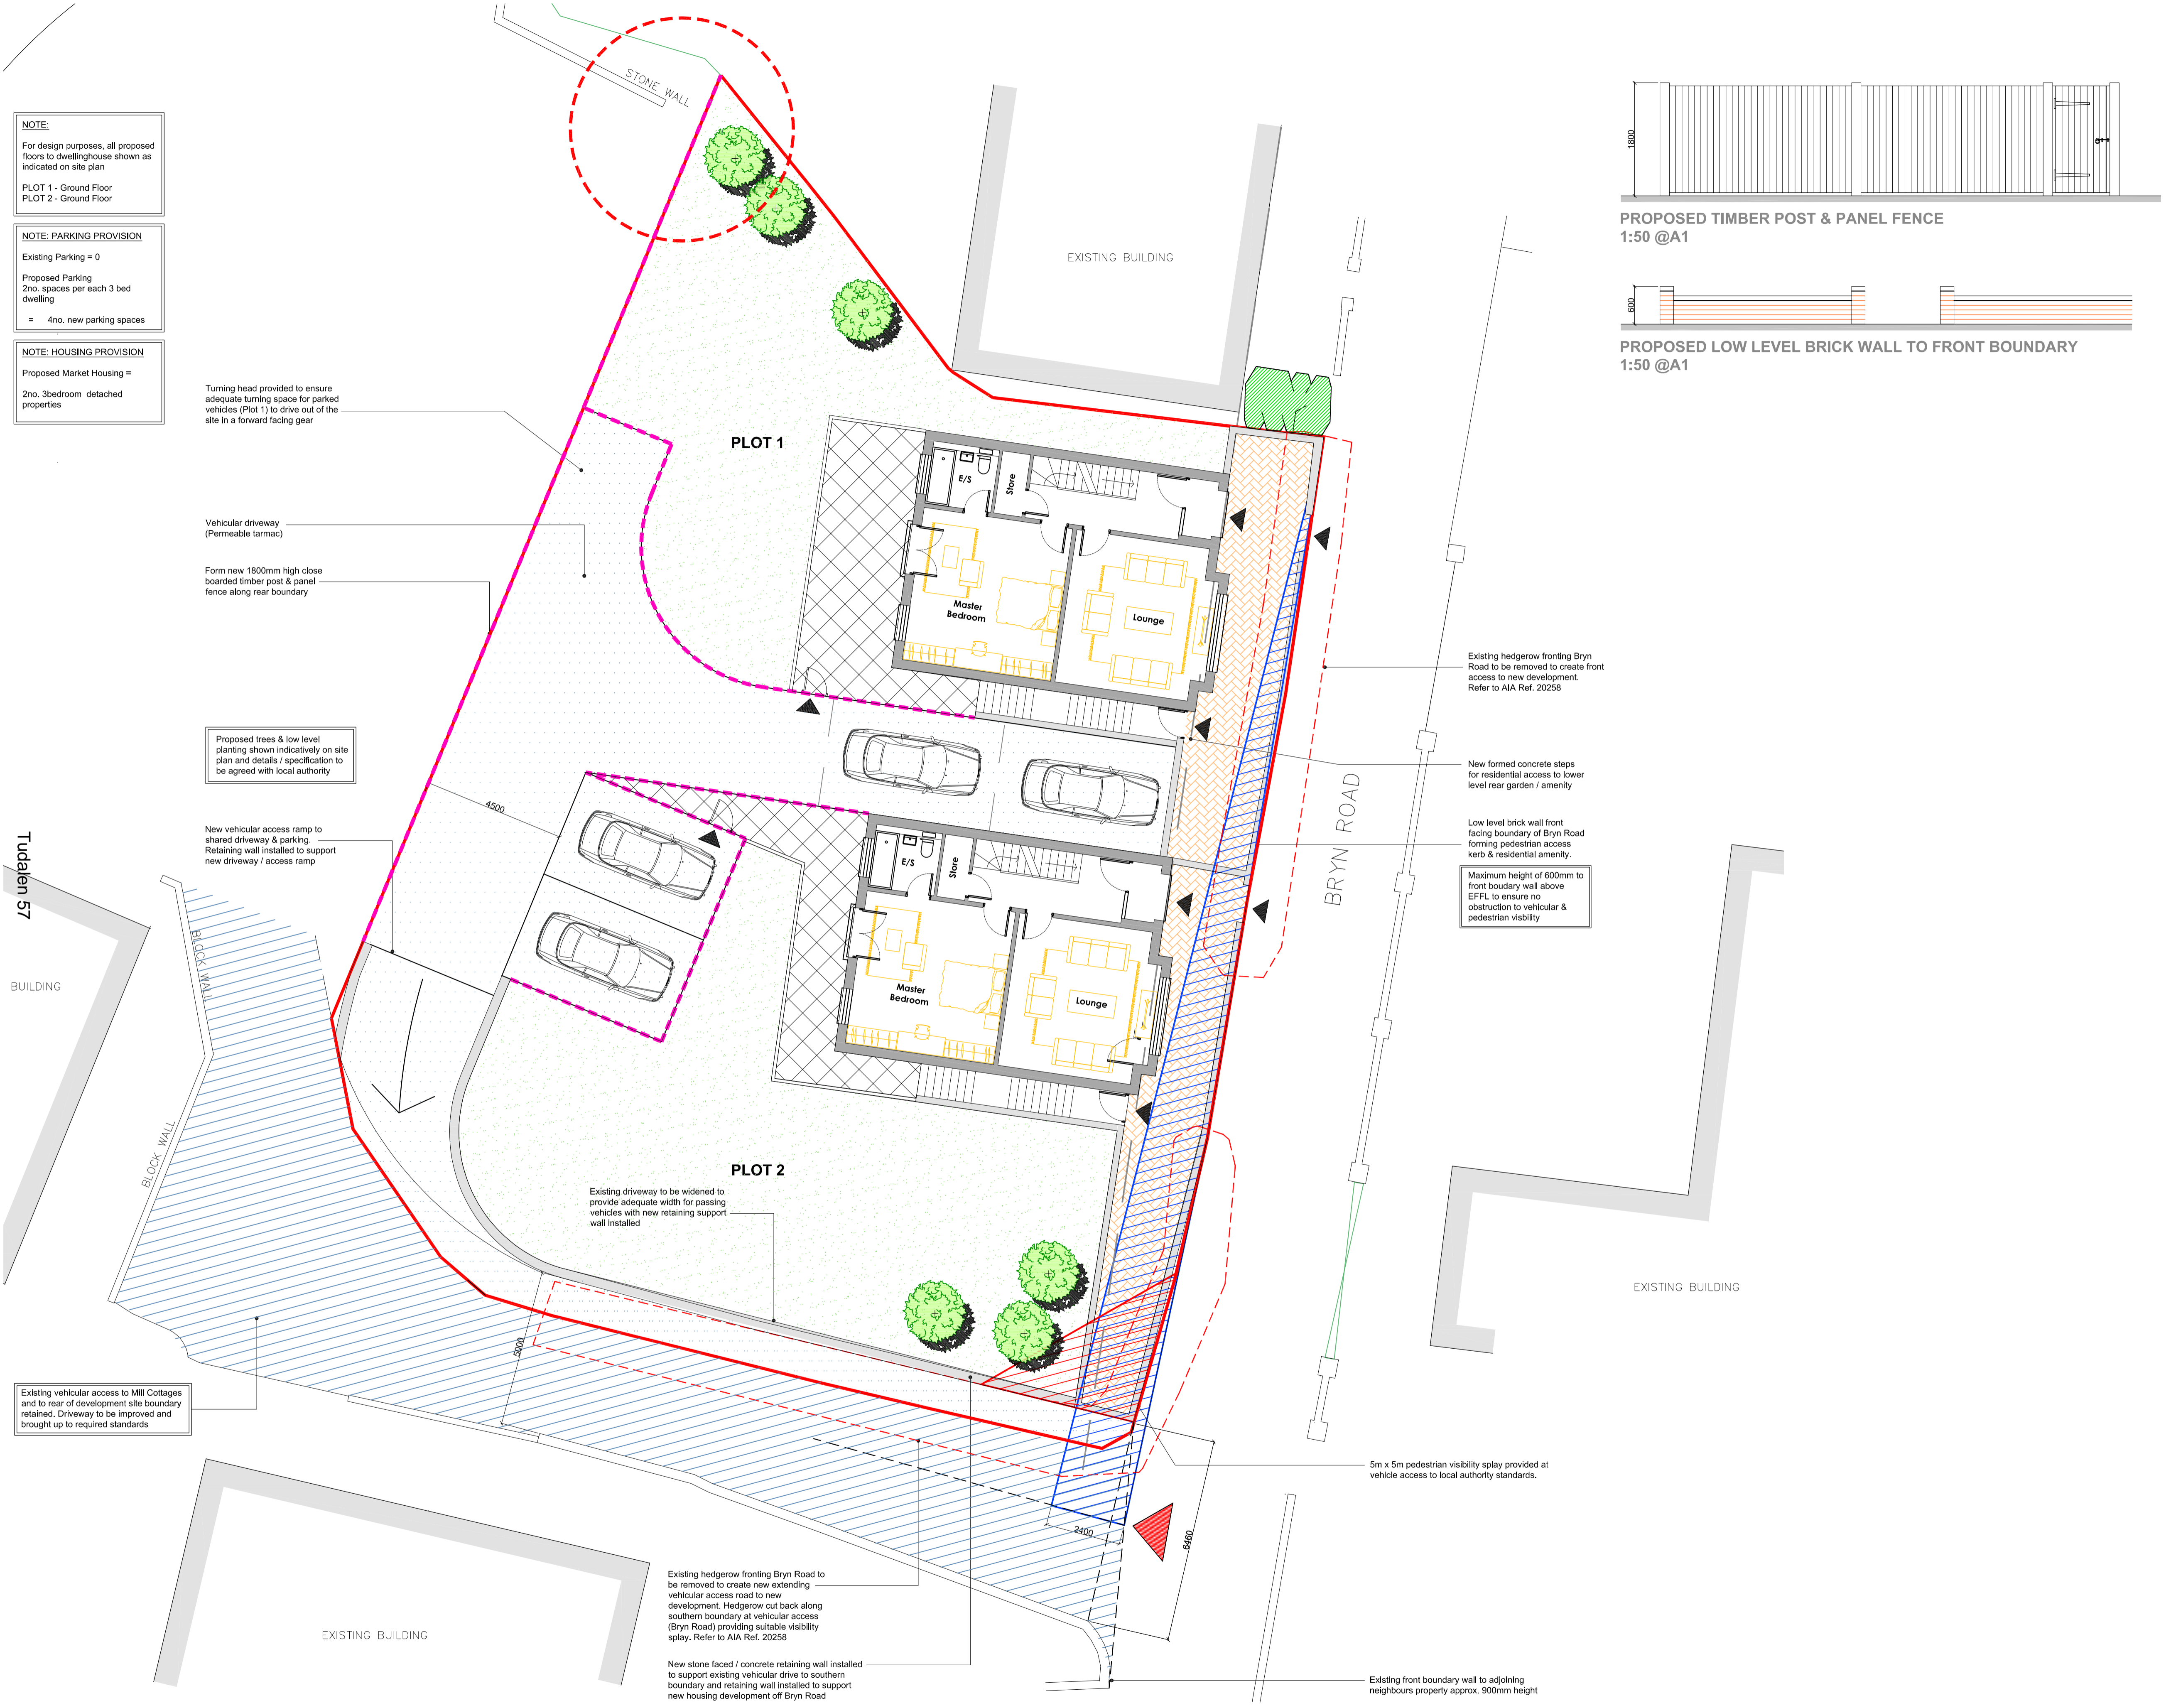 NOTE:
For design purposes, all proposed
floors to dwellinghouse shown as
indicated on site plan
PLOT 1 - Ground Floor
PLOT 2 - Ground Floor
NOTE: PARKING PROVISION
Existing Parking = 0
Proposed Parking
2no. spaces per each 3 bed
dwelling
= 4no. new parking spaces
NOTE: HOUSING PROVISION
Proposed Market Housing =
2no. 3bedroom detached
properties
Turning head provided to ensure
adequate turning space for parked
vehicles (Plot 1) to drive out of the
site in a forward facing gear
Vehicular driveway
(Permeable tarmac)
Form new 1800mm high close
boarded timber post & panel
fence along rear boundary
Proposed trees & low level
planting shown indicatively on site
plan and details / specification to
be agreed with local authority
New vehicular access ramp to
shared driveway & parking.
Retaining wall installed to support
new driveway / access ramp
Tudalen 57
BUILDING
BLOCK WALL
BLOCK WALL
Existing vehicular access to Mill Cottages
and to rear of development site boundary
retained. Driveway to be improved and
brought up to required standards
EXISTING BUILDING
STONE WALL
EXISTING BUILDING
PLOT 1
E/S
Store
Master
Bedroom
Lounge
4500
E/S
Store
Master
Bedroom
Lounge
PLOT 2
Existing driveway to be widened to
provide adequate width for passing
vehicles with new retaining support
wall installed
5000
2400
6460
Existing hedgerow fronting Bryn Road to
be removed to create new extending
vehicular access road to new
development. Hedgerow cut back along
southern boundary at vehicular access
(Bryn Road) providing suitable visibility
splay. Refer to AIA Ref. 20258
New stone faced / concrete retaining wall installed
to support existing vehicular drive to southern
boundary and retaining wall installed to support
new housing development off Bryn Road
BRYN ROAD
1800
PROPOSED TIMBER POST & PANEL FENCE
1:50 @A1
600
PROPOSED LOW LEVEL BRICK WALL TO FRONT BOUNDARY
1:50 @A1
Existing hedgerow fronting Bryn
Road to be removed to create front
access to new development.
Refer to AIA Ref. 20258
New formed concrete steps
for residential access to lower
level rear garden / amenity
Low level brick wall front
facing boundary of Bryn Road
forming pedestrian access
kerb & residential amenity.
Maximum height of 600mm to
front boudary wall above
EFFL to ensure no
obstruction to vehicular &
pedestrian visbility
EXISTING BUILDING
5m x 5m pedestrian visibility splay provided at
vehicle access to local authority standards.
Existing front boundary wall to adjoining
neighbours property approx. 900mm height